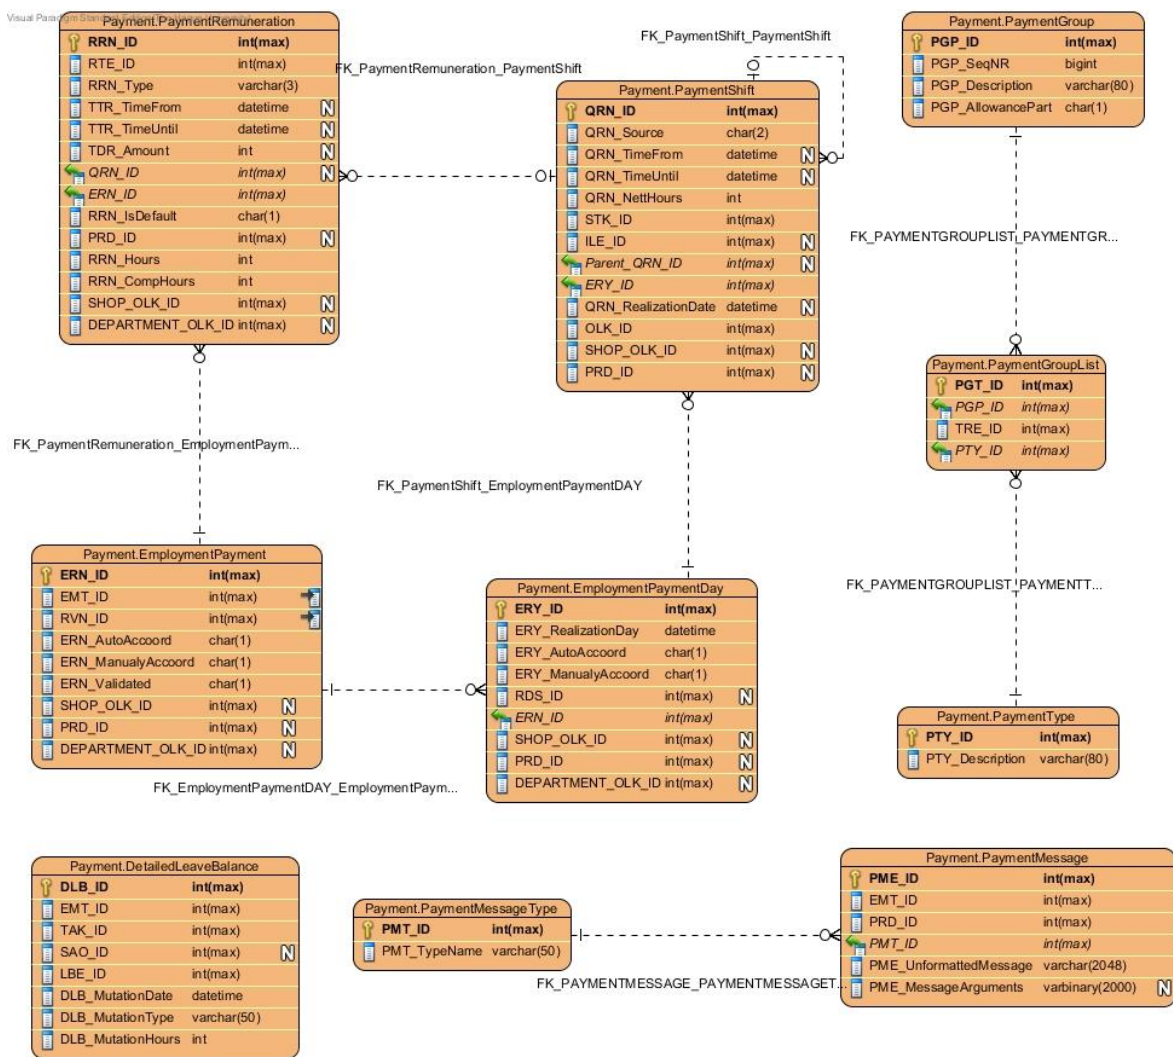 Visual Paradigm Standard
Payment.PaymentRemuneration
RRN_ID int(max)
RTE_ID int(max)
RRN_Type varchar(3)
TTR_TimeFrom datetime N
TTR_TimeUntil datetime N
TDR_Amount int N
QRN_ID int(max) N
ERN_ID int(max)
RRN_IsDefault char(1)
PRD_ID int(max) N
RRN_Hours int
RRN_CompHours int
SHOP_OLK_ID int(max) N
DEPARTMENT_OLK_ID int(max) N
FK_PaymentRemuneration_PaymentShift
FK_PaymentShift_PaymentShift
Payment.PaymentShift
QRN_ID int(max)
QRN_Source char(2)
QRN_TimeFrom datetime N
QRN_TimeUntil datetime N
QRN_NettHours int
STK_ID int(max)
ILE_ID int(max) N
Parent_QRN_ID int(max) N
ERY_ID int(max)
QRN_RealizationDate datetime N
OLK_ID int(max)
SHOP_OLK_ID int(max) N
PRD_ID int(max) N
Payment.PaymentGroup
PGP_ID int(max)
PGP_SeqNR bigint
PGP_Description varchar(80)
PGP_AllowancePart char(1)
FK_PAYMENTGROUPLIST_PAYMENTGR...
Payment.PaymentGroupList
PGT_ID int(max)
PGP_ID int(max)
TRE_ID int(max)
PTY_ID int(max)
FK_PaymentRemuneration_EmploymentPaym...
FK_PaymentShift_EmploymentPaymentDAY
FK_PAYMENTGROUPLIST_PAYMENTT...
Payment.EmploymentPayment
ERN_ID int(max)
EMT_ID int(max)
RVN_ID int(max)
ERN_AutoAccoord char(1)
ERN_ManualyAccoord char(1)
ERN_Validated char(1)
SHOP_OLK_ID int(max) N
PRD_ID int(max) N
DEPARTMENT_OLK_ID int(max) N
Payment.EmploymentPaymentDay
ERY_ID int(max)
ERY_RealizationDay datetime
ERY_AutoAccoord char(1)
ERY_ManualyAccoord char(1)
RDS_ID int(max) N
ERN_ID int(max)
SHOP_OLK_ID int(max) N
PRD_ID int(max) N
DEPARTMENT_OLK_ID int(max) N
FK_EmploymentPaymentDAY_EmploymentPaym...
Payment.PaymentType
PTY_ID int(max)
PTY_Description varchar(80)
Payment.DetailedLeaveBalance
DLB_ID int(max)
EMT_ID int(max)
TAK_ID int(max)
SAO_ID int(max) N
LBE_ID int(max)
DLB_MutationDate datetime
DLB_MutationType varchar(50)
DLB_MutationHours int
Payment.PaymentMessageType
PMT_ID int(max)
PMT_TypeName varchar(50)
FK_PAYMENTMESSAGE_PAYMENTMESSAGET...
Payment.PaymentMessage
PME_ID int(max)
EMT_ID int(max)
PRD_ID int(max)
PMT_ID int(max)
PME_UnformattedMessage varchar(2048)
PME_MessageArguments varbinary(2000) N